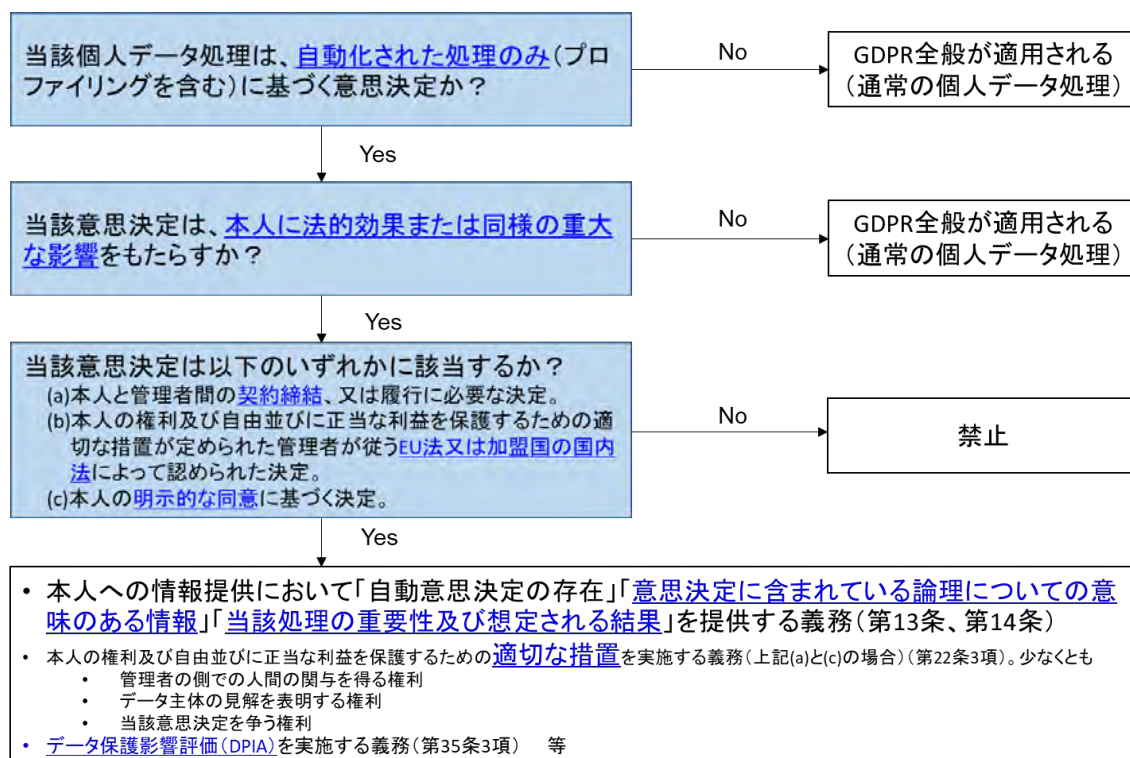 当該個人データ処理は、自動化された処理のみ(プロ
ファイリングを含む)に基づく意思決定か?
No
GDPR全般が適用される
(通常の個人データ処理)
Yes
当該意思決定は、本人に法的効果または同様の重大
な影響をもたらすか?
No
GDPR全般が適用される
(通常の個人データ処理)
Yes
当該意思決定は以下のいずれかに該当するか?
(a)本人と管理者間の契約締結、又は履行に必要な決定。
(b)本人の権利及び自由並びに正当な利益を保護するための適
切な措置が定められた管理者が従うEU法又は加盟国の国内
法によって認められた決定。
(c)本人の明示的な同意に基づく決定。
No
禁止
Yes
• 本人への情報提供において「自動意思決定の存在」「意思決定に含まれている論理についての意
味のある情報」「当該処理の重要性及び想定される結果」を提供する義務(第13条、第14条)
• 本人の権利及び自由並びに正当な利益を保護するための適切な措置を実施する義務(上記(a)と(c)の場合)(第22条3項)。少なくとも
• 管理者の側での人間の関与を得る権利
• データ主体の見解を表明する権利
• 当該意思決定を争う権利
• データ保護影響評価(DPIA)を実施する義務(第35条3項) 等